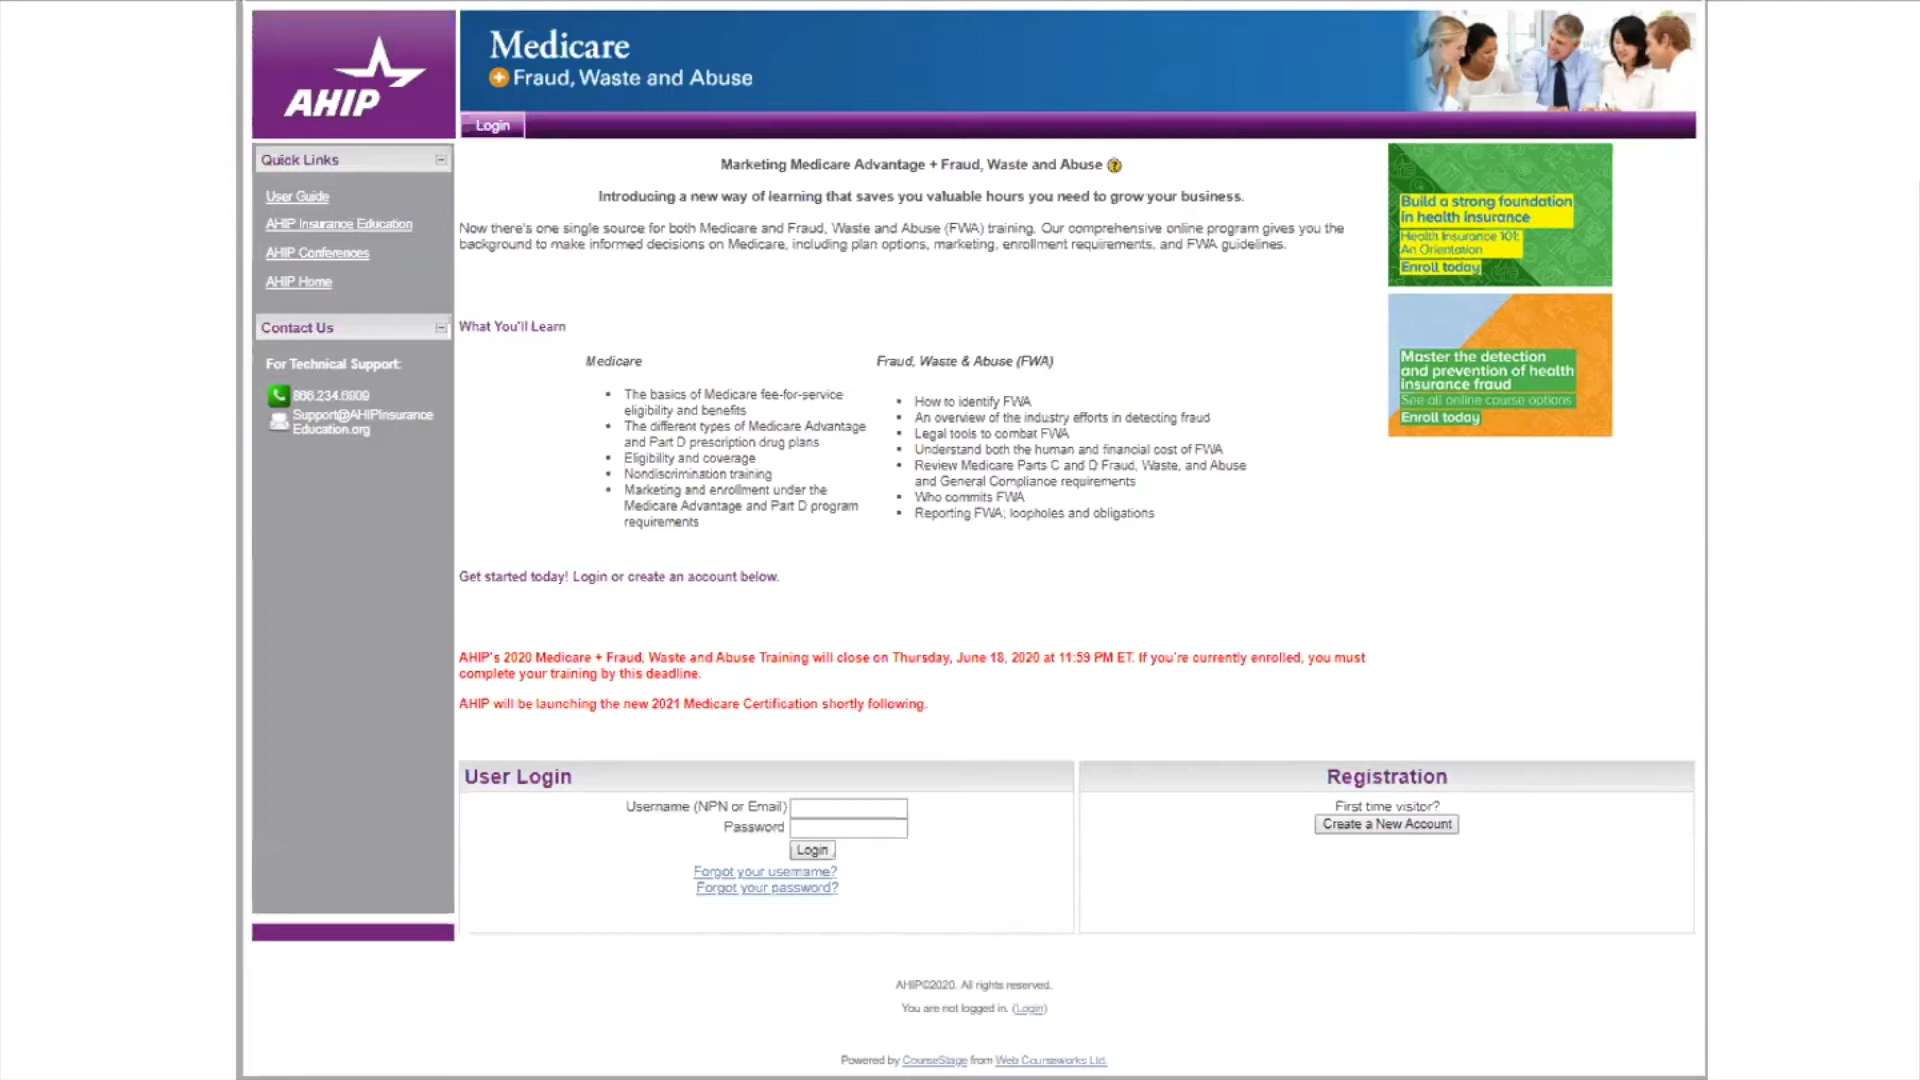 AHIP
Medicare
Fraud, Waste and Abuse
Login
Quick Links
User Guide
AHIP Insurance Education
AHIP Conferences
AHIP Home
Contact Us
For Technical Support:
866.234.6909
Support@AHIPInsurance
Education.org
Marketing Medicare Advantage + Fraud, Waste and Abuse
Introducing a new way of learning that saves you valuable hours you need to grow your business.
Now there's one single source for both Medicare and Fraud, Waste and Abuse (FWA) training. Our comprehensive online program gives you the
background to make informed decisions on Medicare, including plan options, marketing, enrollment requirements, and FWA guidelines.
What You'll Learn
Medicare
The basics of Medicare fee-for-service
eligibility and benefits
The different types of Medicare Advantage
and Part D prescription drug plans
Eligibility and coverage
Nondiscrimination training
Marketing and enrollment under the
Medicare Advantage and Part D program
requirements
Fraud, Waste & Abuse (FWA)
How to identify FWA
An overview of the industry efforts in detecting fraud
Legal tools to combat FWA
Understand both the human and financial cost of FWA
Review Medicare Parts C and D Fraud, Waste, and Abuse
and General Compliance requirements
Who commits FWA
Reporting FWA; loopholes and obligations
Get started today! Login or create an account below.
AHIP's 2020 Medicare + Fraud, Waste and Abuse Training will close on Thursday, June 18, 2020 at 11:59 PM ET. If you're currently enrolled, you must
complete your training by this deadline.
AHIP will be launching the new 2021 Medicare Certification shortly following.
Build a strong foundation
in health insurance
Health Insurance 101:
An Orientation
Enroll today
Master the detection
and prevention of health
insurance fraud
See all online course options
Enroll today
User Login
Username (NPN or Email)
Password
Login
Forgot your username?
Forgot your password?
Registration
First time visitor?
Create a New Account
AHIP©2020. All rights reserved.
You are not logged in. (Login)
Powered by CourseStage from Web Courseworks Ltd.